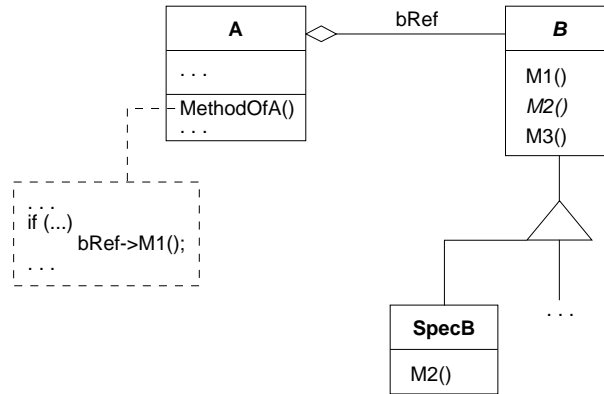 A
bRef
B
. . .
M1()
M2()
M3()
MethodOfA()
. . .
. . .
if (...)
bRef->M1();
. . .
SpecB
. . .
M2()